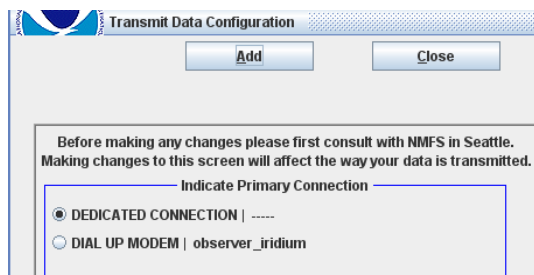 Transmit Data Configuration
Add Close
Before making any changes please first consult with NMFS in Seattle.
Making changes to this screen will affect the way your data is transmitted.
Indicate Primary Connection
DEDICATED CONNECTION | -----
DIAL UP MODEM | observer_iridium